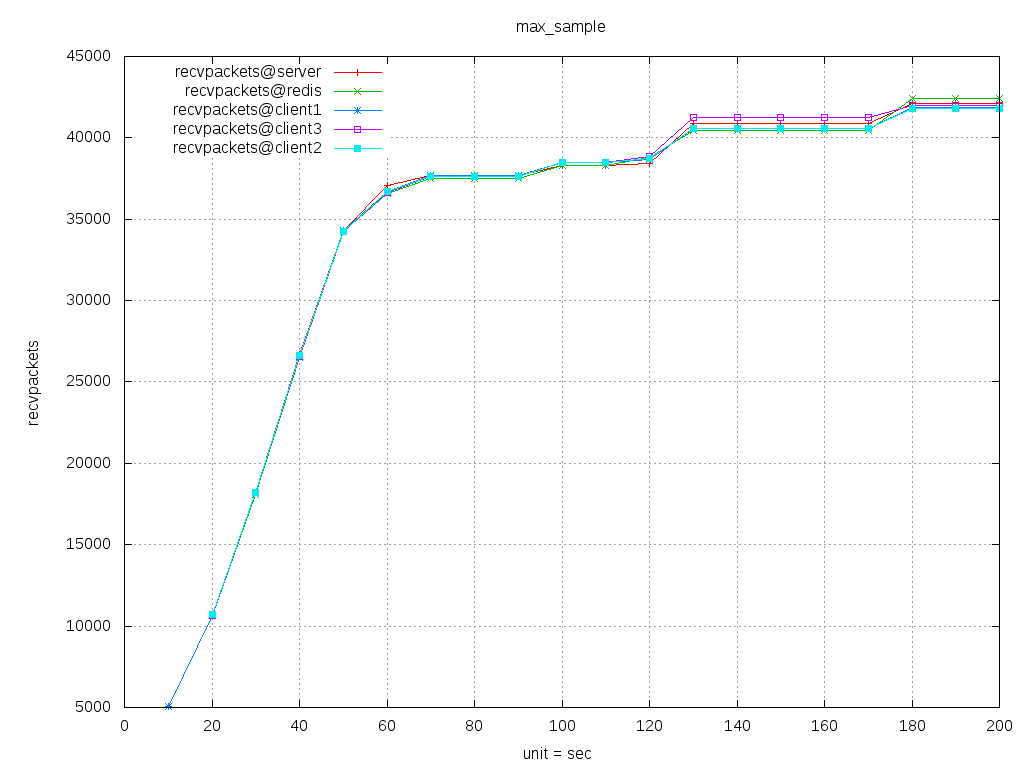 max_sample
45000
40000
35000
30000
25000
20000
15000
10000
5000
recvpackets
recvpackets@server
recvpackets@redis
recvpackets@client1
recvpackets@client3
recvpackets@client2
0 20 40 60 80 100 120 140 160 180 200
unit = sec